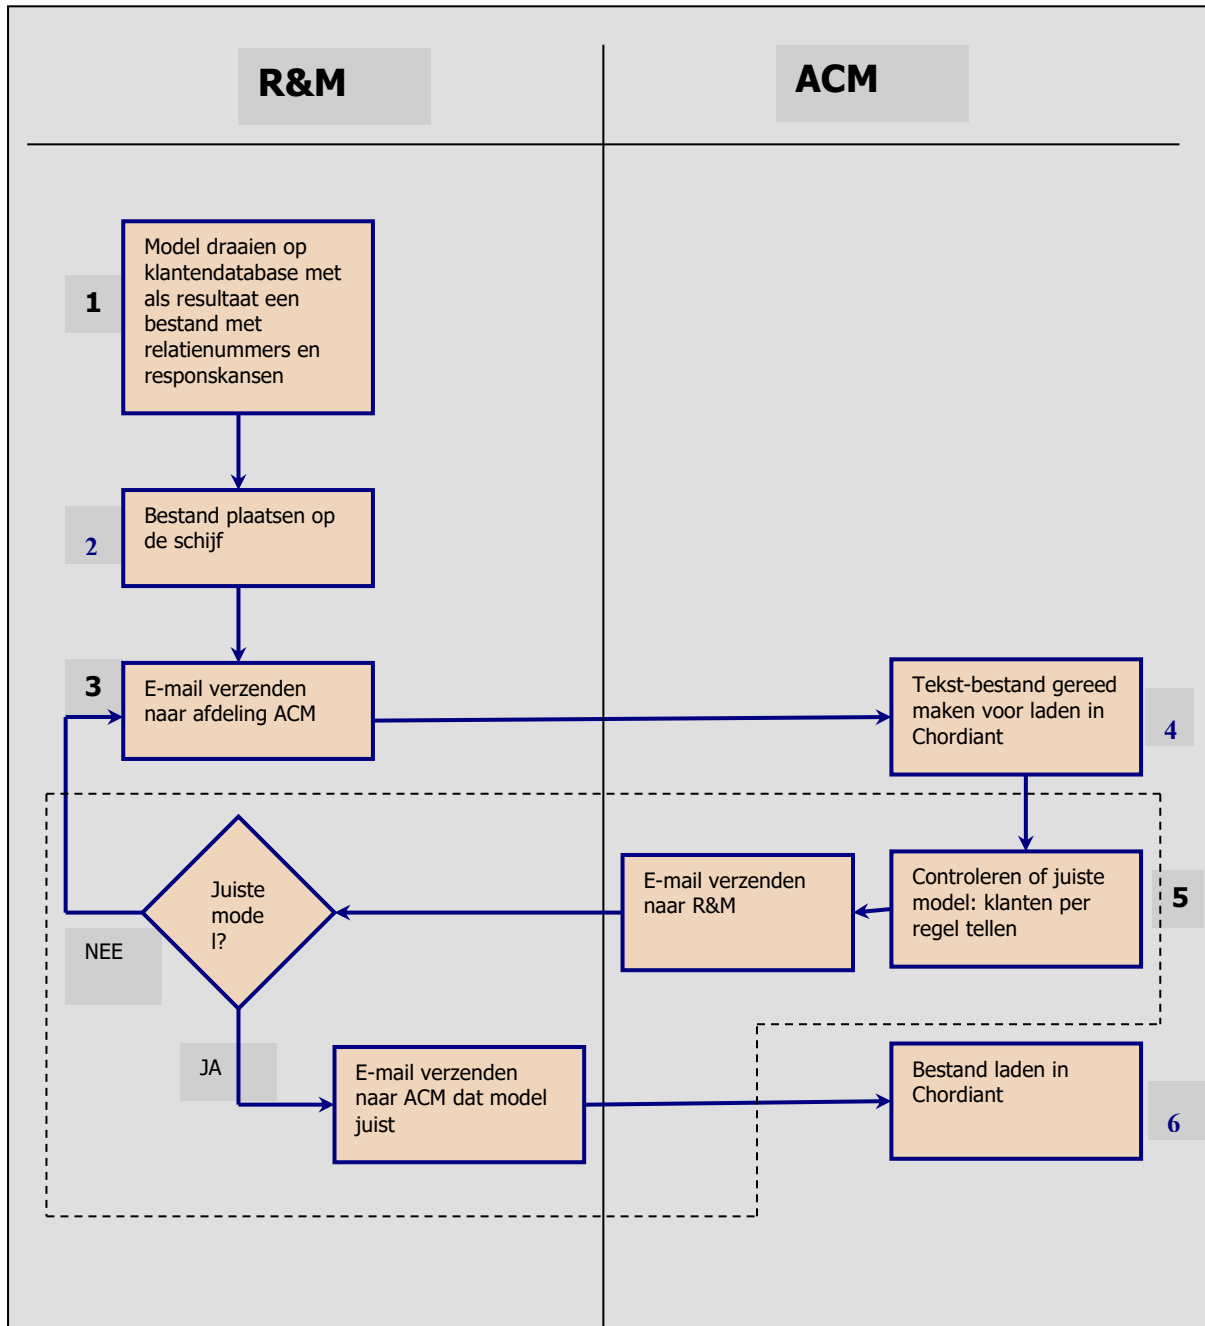 R&M
ACM
1
Model draaien op
klantendatabase met
als resultaat een
bestand met
relatienummers en
responskansen
2
Bestand plaatsen op
de schijf
3
E-mail verzenden
naar afdeling ACM
Tekst-bestand gereed
maken voor laden in
Chordiant
4
Juiste
mode
l?
E-mail verzenden
naar R&M
Controleren of juiste
model: klanten per
regel tellen
5
NEE
JA
E-mail verzenden
naar ACM dat model
juist
Bestand laden in
Chordiant
6